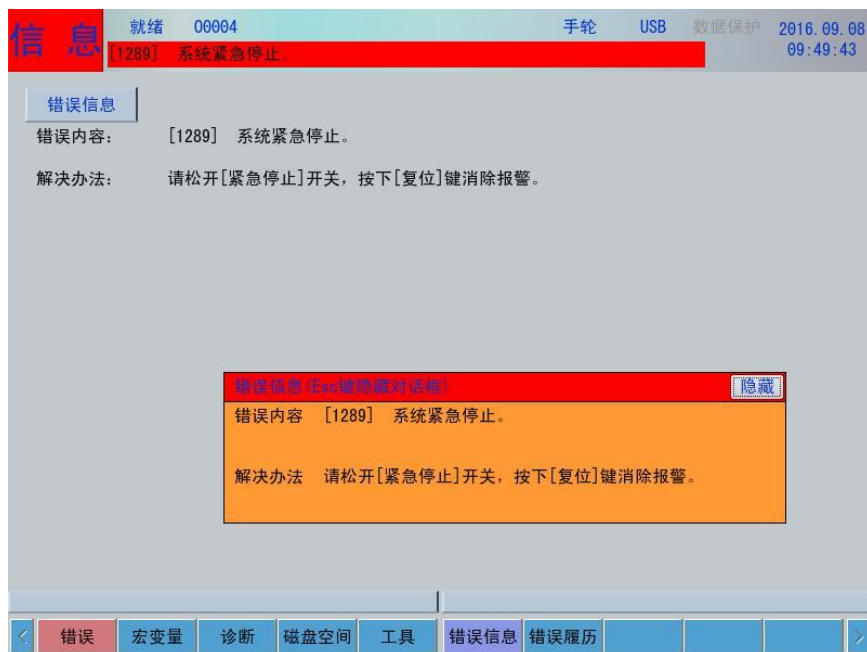 信 息
就绪 O0004 手轮 USB 数据保护 2016.09.08
[1289] 系统紧急停止。 09:49:43
错误信息
错误内容: [1289] 系统紧急停止。
解决办法: 请松开[紧急停止]开关，按下[复位]键消除报警。
错误信息(Esc键隐藏对话框) 隐藏
错误内容 [1289] 系统紧急停止。
解决办法 请松开[紧急停止]开关，按下[复位]键消除报警。
< 错误 宏变量 诊断 磁盘空间 工具 错误信息 错误履历 >